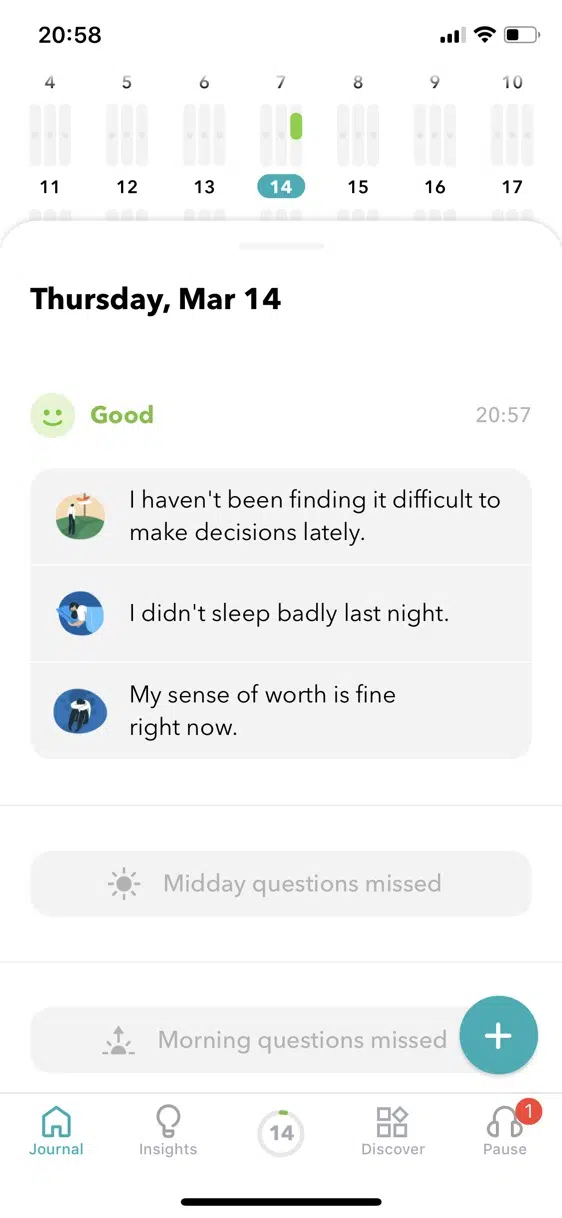 20:58
4 5 6 7 8 9 10
11 12 13 14 15 16 17
Thursday, Mar 14
Good 20:57
I haven't been finding it difficult to
make decisions lately.
I didn't sleep badly last night.
My sense of worth is fine
right now.
Midday questions missed
Morning questions missed
+
1
14
Journal Insights Discover Pause